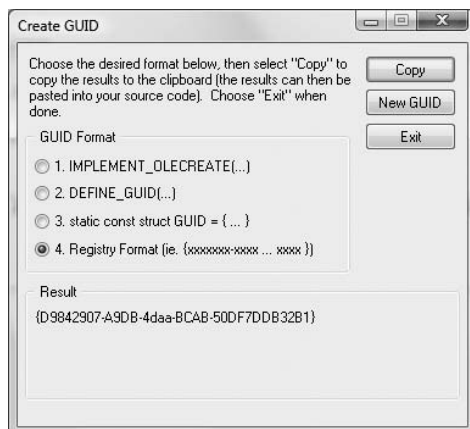 Create GUID
Choose the desired format below, then select "Copy" to
copy the results to the clipboard (the results can then be
pasted into your source code). Choose "Exit" when
done.
Copy
New GUID
Exit
GUID Format
1. IMPLEMENT_OLECREATE(...)
2. DEFINE_GUID(...)
3. static const struct GUID = { ... }
4. Registry Format (ie. {xxxxxxx-xxxx ... xxxx })
Result
{D9842907-A9DB-4daa-BCAB-50DF7DDB32B1}